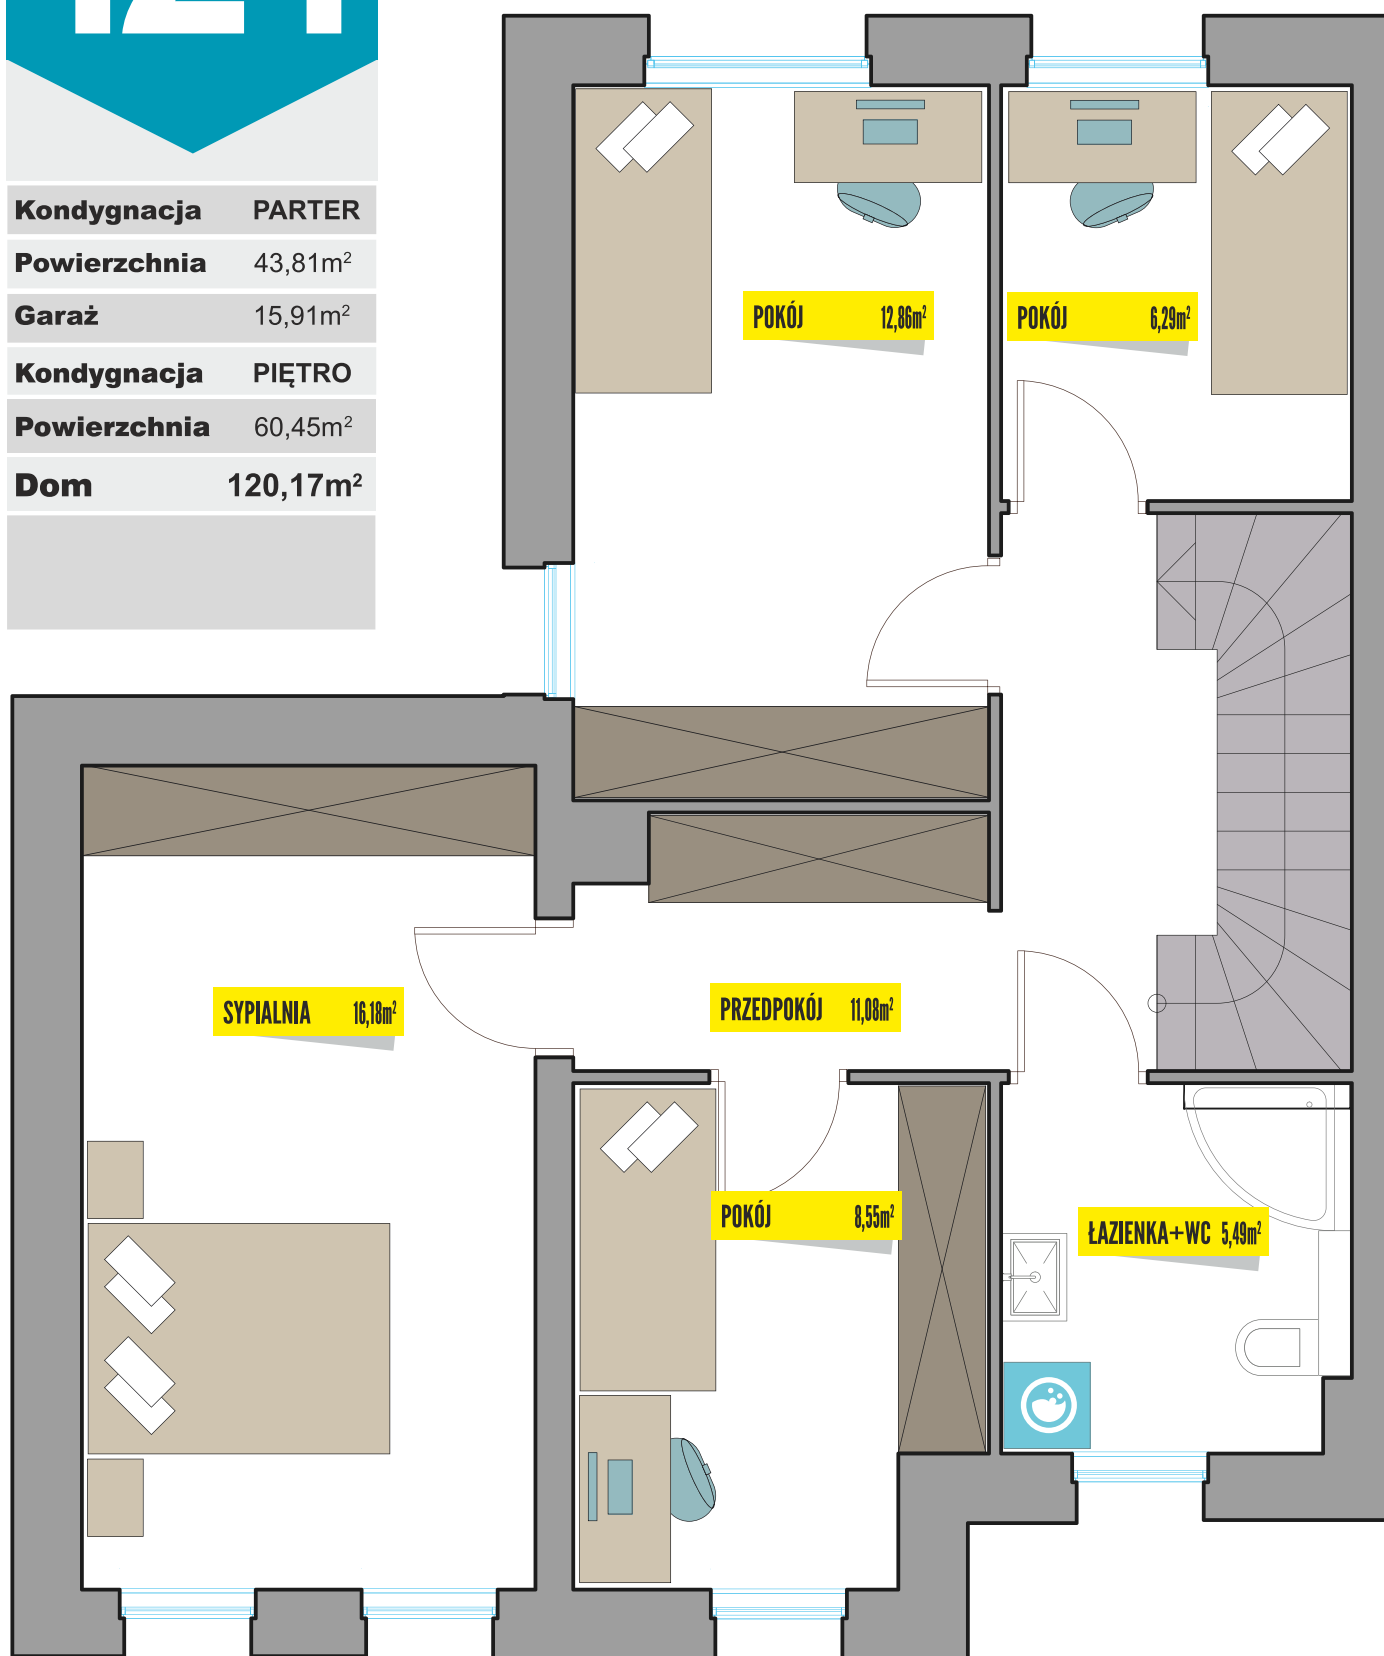 Kondygnacja PARTER
Powierzchnia 43,81m²
Garaż 15,91m²
Kondygnacja PIĘTRO
Powierzchnia 60,45m²
Dom 120,17m²
POKÓJ 12,86m²
POKÓJ 6,29m²
SYPIALNIA 16,18m²
PRZEDPOKÓJ 11,08m²
POKÓJ 8,55m²
ŁAZIENKA+WC 5,49m²